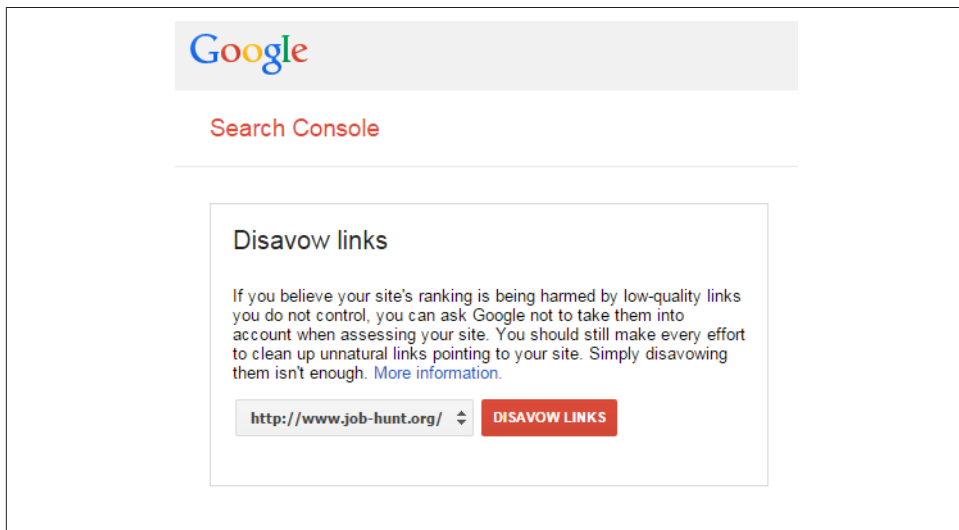 Google
Search Console
Disavow links
If you believe your site's ranking is being harmed by low-quality links
you do not control, you can ask Google not to take them into
account when assessing your site. You should still make every effort
to clean up unnatural links pointing to your site. Simply disavowing
them isn't enough. More information.
http://www.job-hunt.org/ DISAVOW LINKS